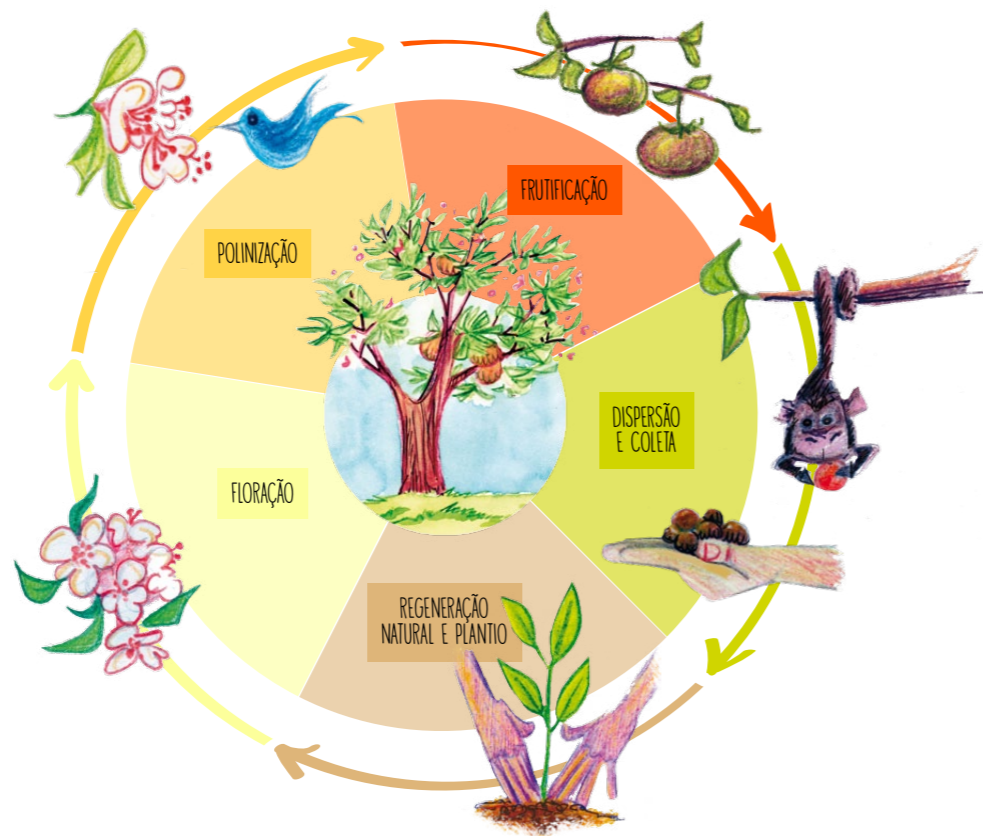 FRUTIFICAÇÃO
POLINIZAÇÃO
DISPERSÃO
E COLETA
FLORAÇÃO
REGENERAÇÃO
NATURAL E PLANTIO